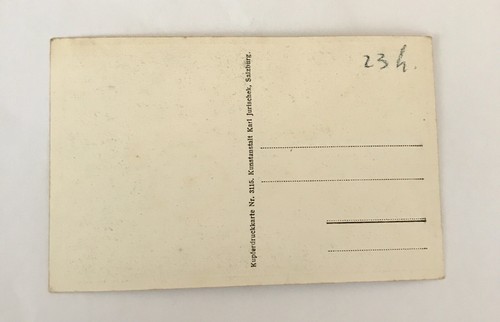 23 h.
Kupferdruckkarte Nr. 3115. Kunstanstalt Karl Jurischek, Salzburg.